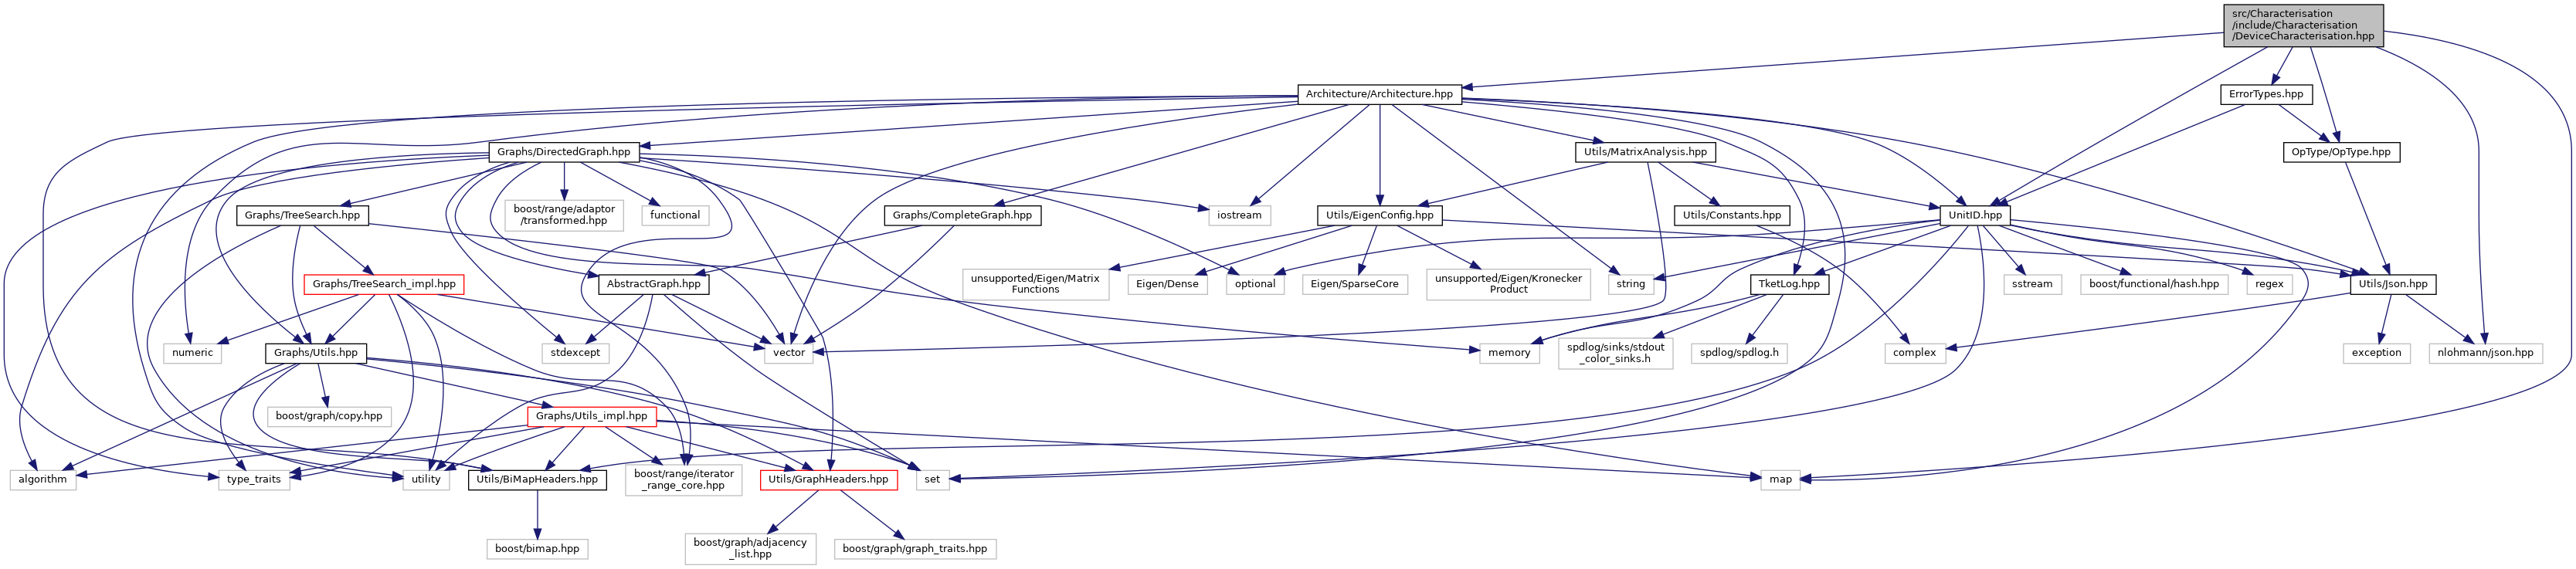 src/Characterisation
/include/Characterisation
/DeviceCharacterisation.hpp
Architecture/Architecture.hpp
ErrorTypes.hpp
Graphs/DirectedGraph.hpp
Utils/MatrixAnalysis.hpp
OpType/OpType.hpp
Graphs/TreeSearch.hpp
boost/range/adaptor
/transformed.hpp
functional
Graphs/CompleteGraph.hpp
iostream
Utils/EigenConfig.hpp
Utils/Constants.hpp
UnitID.hpp
Graphs/TreeSearch_impl.hpp
AbstractGraph.hpp
unsupported/Eigen/Matrix
Functions
Eigen/Dense
optional
Eigen/SparseCore
unsupported/Eigen/Kronecker
Product
string
TketLog.hpp
sstream
boost/functional/hash.hpp
regex
Utils/Json.hpp
numeric
Graphs/Utils.hpp
stdexcept
vector
memory
spdlog/sinks/stdout
_color_sinks.h
spdlog/spdlog.h
complex
exception
nlohmann/json.hpp
boost/graph/copy.hpp
Graphs/Utils_impl.hpp
algorithm
type_traits
utility
Utils/BiMapHeaders.hpp
boost/range/iterator
_range_core.hpp
Utils/GraphHeaders.hpp
set
map
boost/bimap.hpp
boost/graph/adjacency
_list.hpp
boost/graph/graph_traits.hpp